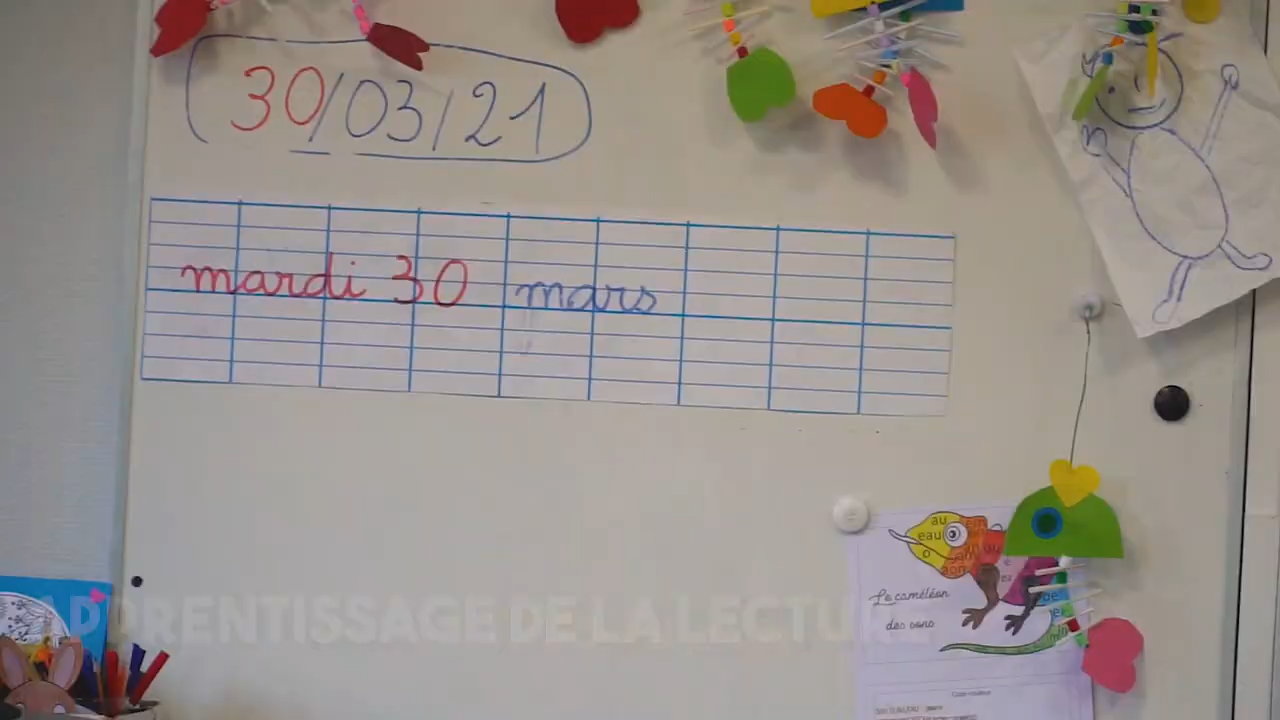 30/03/21
mardi 30 mars
au
eau
o
Le caméléon
des sons
APPRENTISSAGE DE LA LECTURE